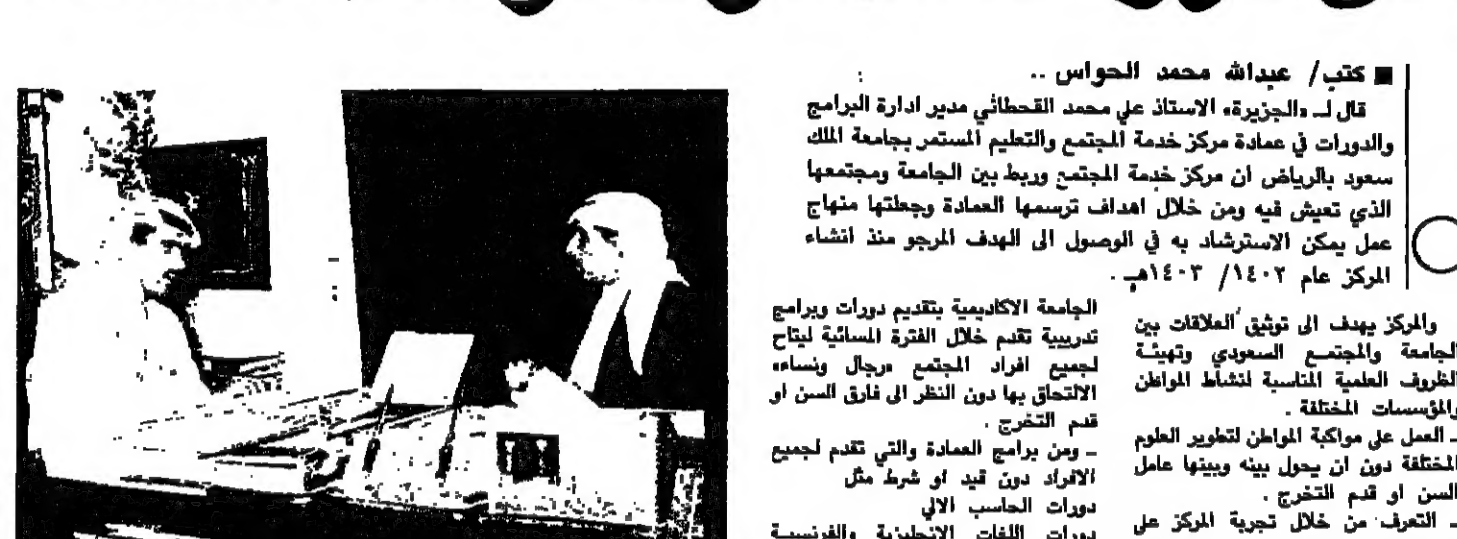 ■ كتب/ عبدالله محمد الحواس ..
قال لـ «الجزيرة» الاستاذ علي محمد القحطاني مدير ادارة البرامج
والدورات في عمادة مركز خدمة المجتمع والتعليم المستمر بجامعة الملك
سعود بالرياض ان مركز خدمة المجتمع وربط بين الجامعة ومجتمعها
الذي تعيش فيه ومن خلال اهداف ترسمها العمادة وجعلتها منهاج
عمل يمكن الاسترشاد به في الوصول الى الهدف المرجو منذ انشاء
المركز عام ١٤٠٢/ ١٤٠٣هـ .
والمركز يهدف الى توثيق العلاقات بين
الجامعة والمجتمع السعودي وتهيئة
الظروف العلمية المناسبة لنشاط المواطن
والمؤسسات المختلفة .
ـ العمل على مواكبة المواطن لتطوير العلوم
المختلفة دون ان يحول بينه وبينها عامل
السن او قدم التخرج .
ـ التعرف من خلال تجربة المركز على
الجامعة الاكاديمية بتقديم دورات وبرامج
تدريبية تقدم خلال الفترة المسائية ليتاح
لجميع افراد المجتمع «رجال ونساء»
الالتحاق بها دون النظر الى فارق السن او
قدم التخرج .
ـ ومن برامج العمادة والتي تقدم لجميع
الافراد دون قيد او شرط مثل
دورات الحاسب الالي
دورات اللغات الانجليزية والفرنسية